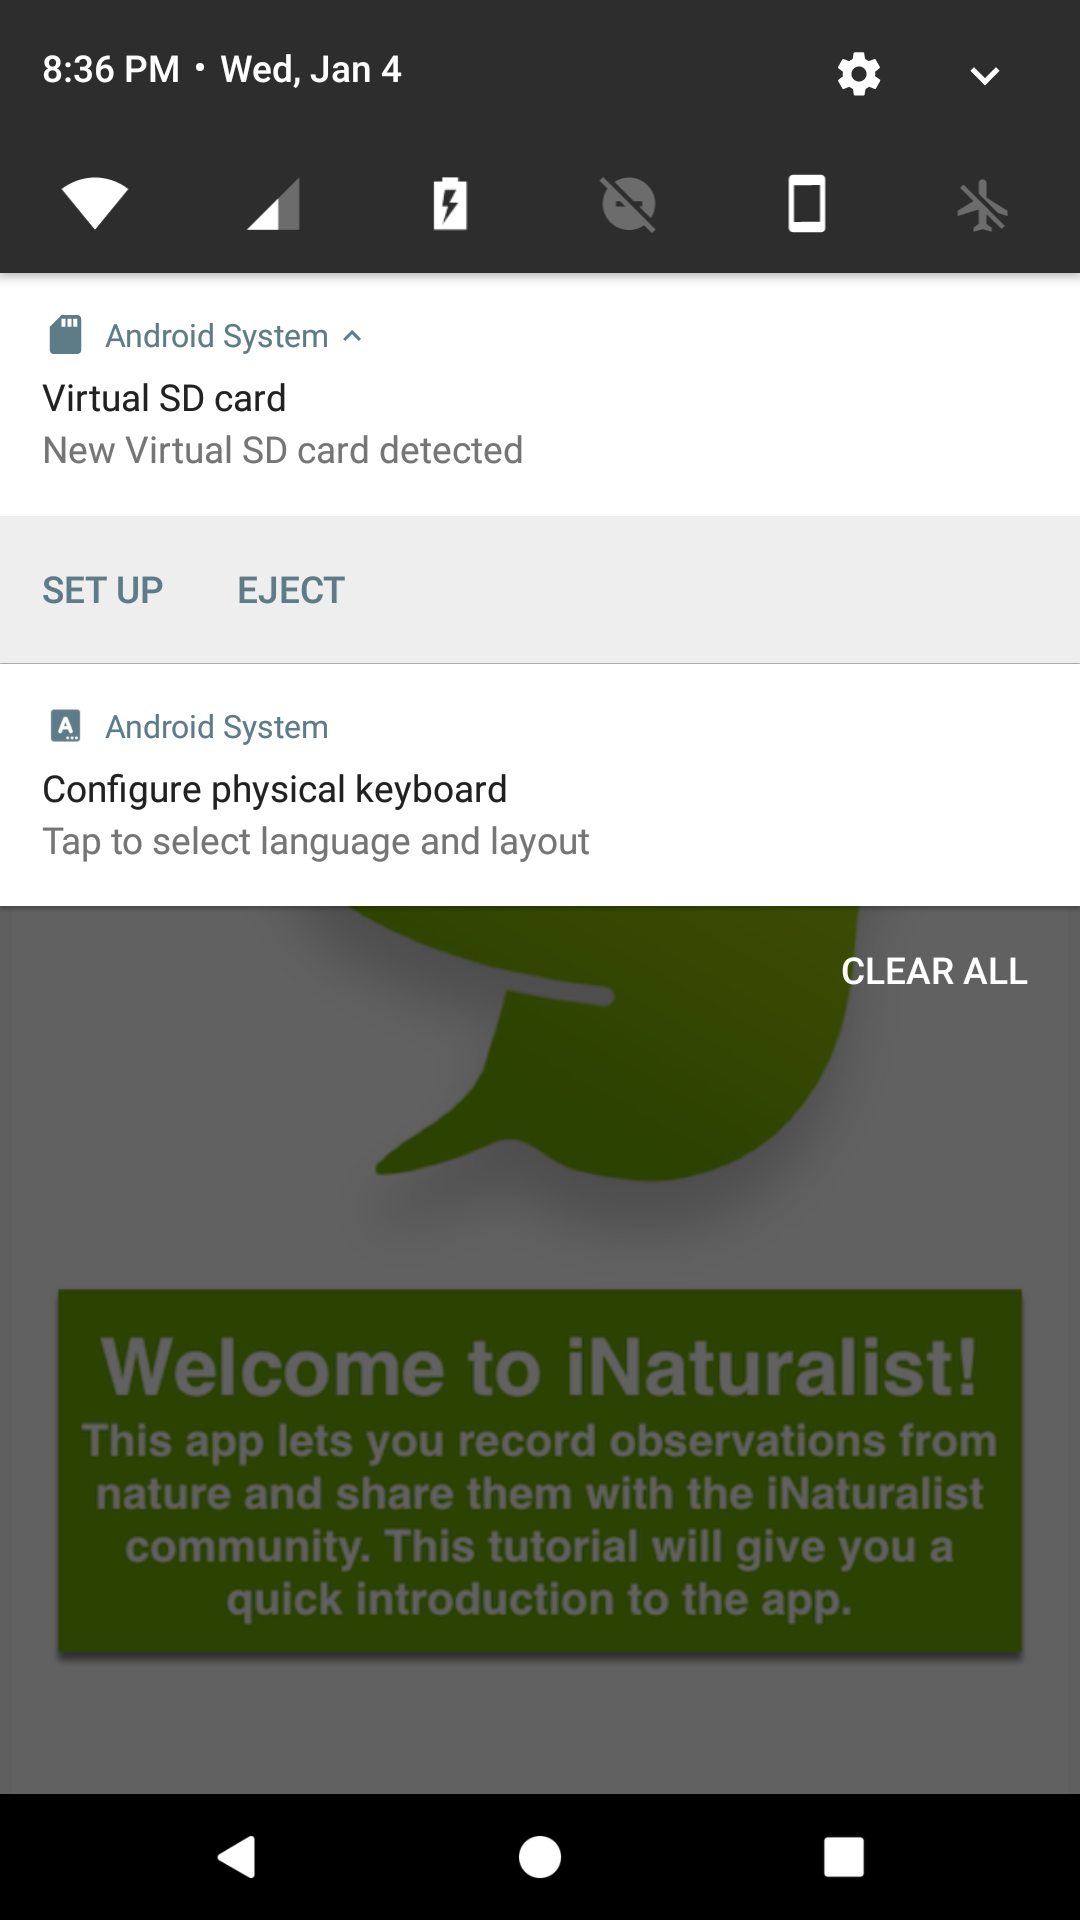 8:36 PM • Wed, Jan 4
Android System
Virtual SD card
New Virtual SD card detected
SET UP EJECT
A Android System
Configure physical keyboard
Tap to select language and layout
CLEAR ALL
Welcome to iNaturalist!
This app lets you record observations from
nature and share them with the iNaturalist
community. This tutorial will give you a
quick introduction to the app.